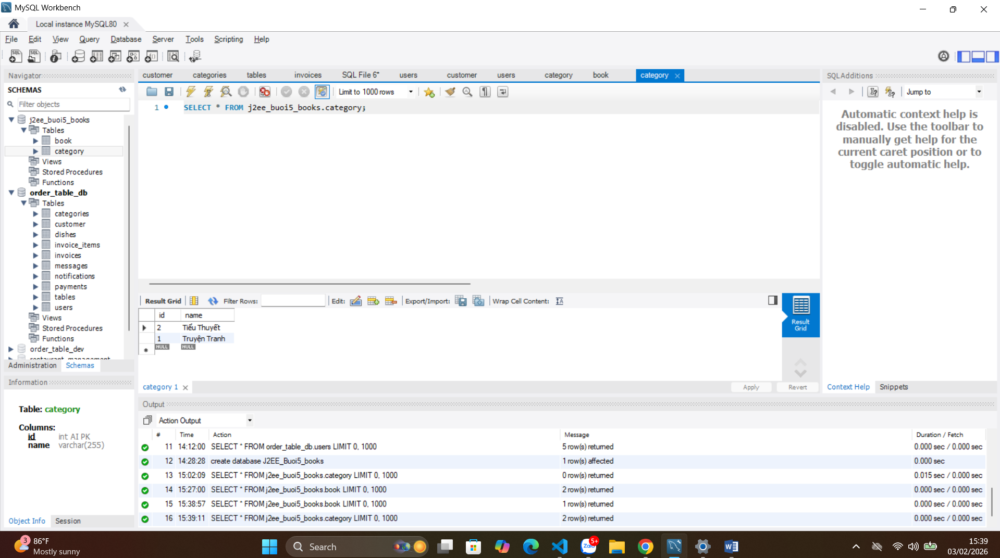 MySQL Workbench
Local instance MySQL80
File Edit View Query Database Server Tools Scripting Help
Navigator
SCHEMAS
Filter objects
j2ee_buoi5_books
Tables
book
category
Views
Stored Procedures
Functions
order_table_db
Tables
categories
customer
dishes
invoice_items
invoices
messages
notifications
payments
tables
users
Views
Stored Procedures
Functions
order_table_dev
restaurant_management
Administration Schemas
Information
Table: category
Columns:
id int AI PK
name varchar(255)
Object Info Session
customer categories tables invoices SQL File 6* users customer users category book category
Limit to 1000 rows
1 SELECT * FROM j2ee_buoi5_books.category;
Result Grid Filter Rows: Edit: Export/Import: Wrap Cell Content:
id name
2 Tiểu Thuyết
1 Truyện Tranh
NULL NULL
Result Grid
category 1
Apply Revert
SQLAdditions
Jump to
Automatic context help is
disabled. Use the toolbar to
manually get help for the
current caret position or to
toggle automatic help.
Context Help Snippets
Output
Action Output
# Time Action Message Duration / Fetch
11 14:12:00 SELECT * FROM order_table_db.users LIMIT 0, 1000 5 row(s) returned 0.000 sec / 0.000 sec
12 14:28:28 create database J2EE_Buoi5_books 1 row(s) affected 0.000 sec
13 15:02:09 SELECT * FROM j2ee_buoi5_books.category LIMIT 0, 1000 0 row(s) returned 0.015 sec / 0.000 sec
14 15:27:00 SELECT * FROM j2ee_buoi5_books.book LIMIT 0, 1000 2 row(s) returned 0.000 sec / 0.000 sec
15 15:38:57 SELECT * FROM j2ee_buoi5_books.book LIMIT 0, 1000 1 row(s) returned 0.000 sec / 0.000 sec
16 15:39:11 SELECT * FROM j2ee_buoi5_books.category LIMIT 0, 1000 2 row(s) returned 0.000 sec / 0.000 sec
3
86°F
Mostly sunny
Search
Zalo
5+
15:39
03/02/2026